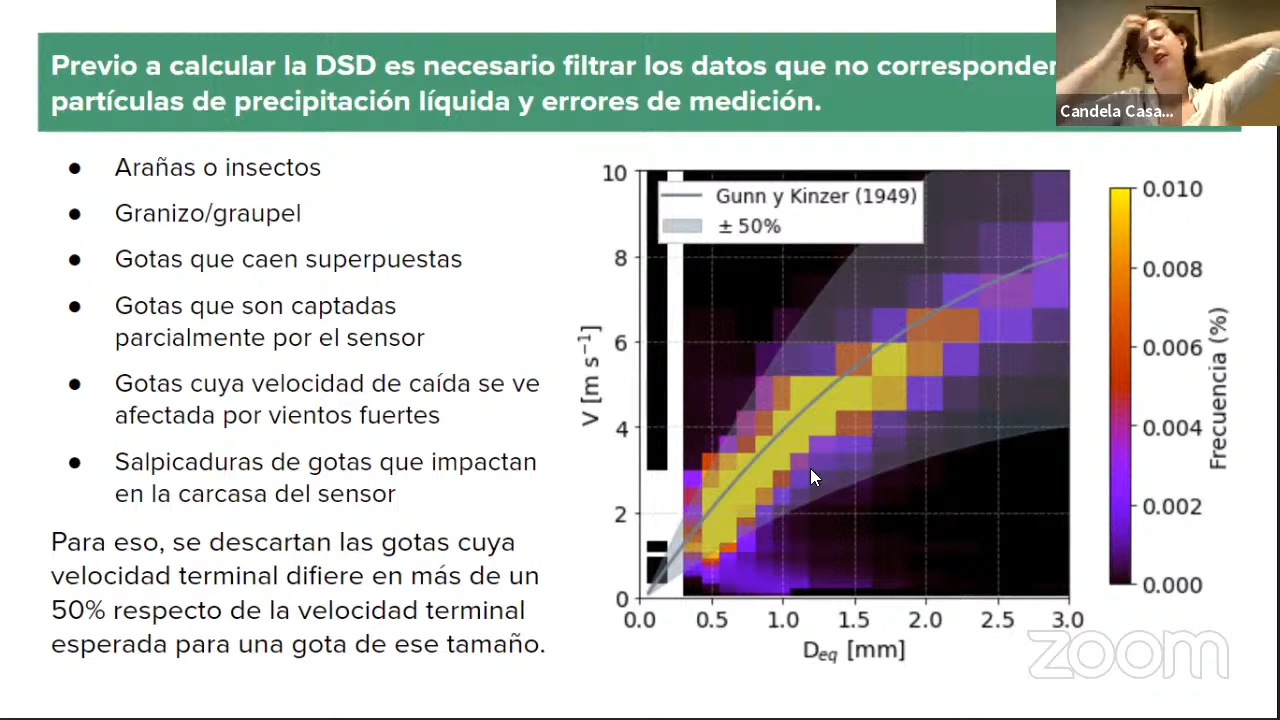 Previo a calcular la DSD es necesario filtrar los datos que no corresponden
partículas de precipitación líquida y errores de medición.
Candela Casa...
● Arañas o insectos
● Granizo/graupel
● Gotas que caen superpuestas
● Gotas que son captadas
parcialmente por el sensor
● Gotas cuya velocidad de caída se ve
afectada por vientos fuertes
● Salpicaduras de gotas que impactan
en la carcasa del sensor
Para eso, se descartan las gotas cuya
velocidad terminal difiere en más de un
50% respecto de la velocidad terminal
esperada para una gota de ese tamaño.
Gunn y Kinzer (1949)
± 50%
V [m s⁻¹]
10
8
6
4
2
0
0.0 0.5 1.0 1.5 2.0 2.5 3.0
D_eq [mm]
0.010
0.008
0.006
0.004
0.002
0.000
Frecuencia (%)
zoom